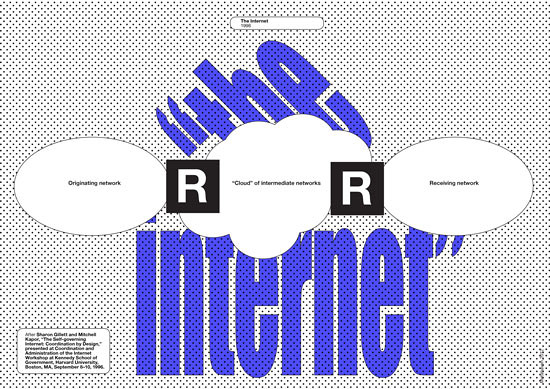 The Internet
1996
“the
Originating network
R
“Cloud” of intermediate networks
R
Receiving network
internet”
After Sharon Gillett and Mitchell
Kapor, “The Self-governing
Internet: Coordination by Design,”
presented at Coordination and
Administration of the Internet
Workshop at Kennedy School of
Government, Harvard University,
Boston, MA, September 8–10, 1996.